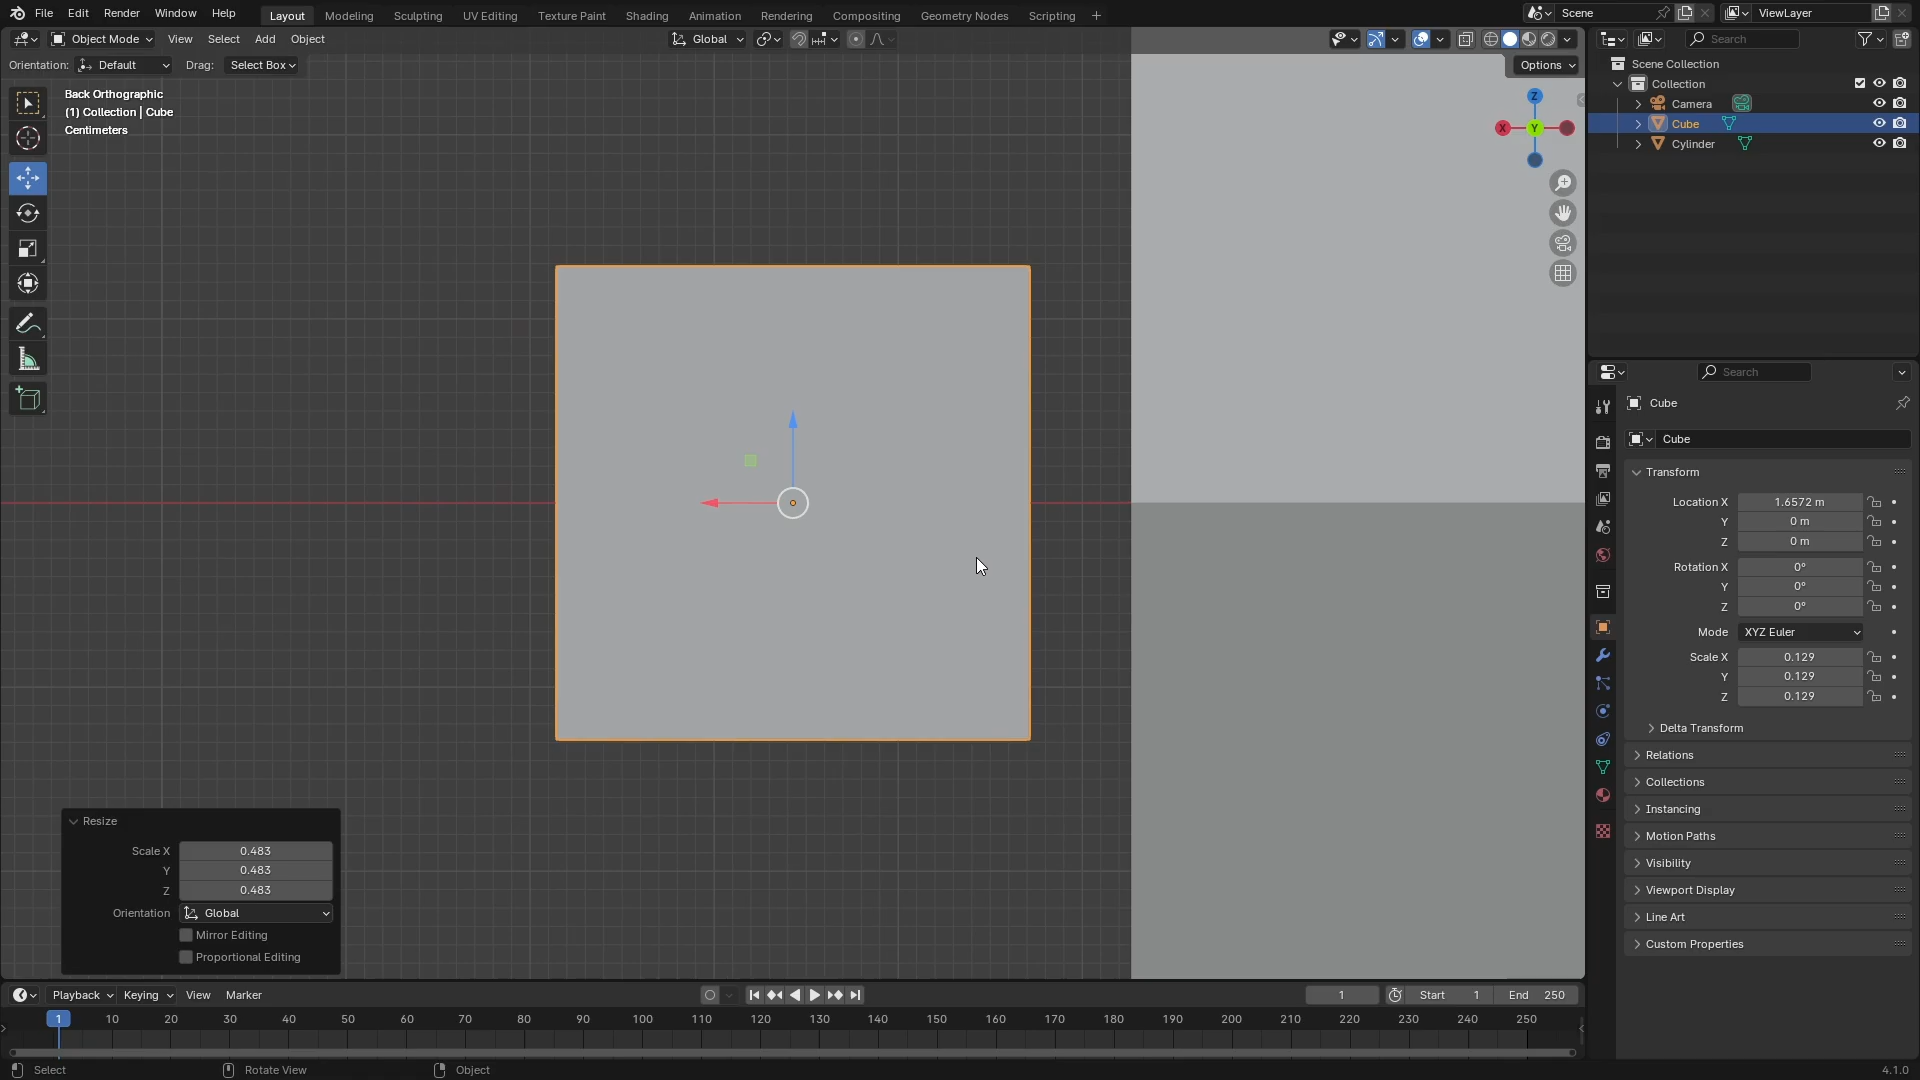 File Edit Render Window Help Layout Modeling Sculpting UV Editing Texture Paint Shading Animation Rendering Compositing Geometry Nodes Scripting + Scene ViewLayer
Object Mode View Select Add Object Global Search
Orientation: Default Drag: Select Box Options
Back Orthographic
(1) Collection | Cube
Centimeters
Z
X Y
Scene Collection
Collection
Camera
Cube
Cylinder
Search
Cube
Cube
Transform
Location X 1.6572 m
Y 0 m
Z 0 m
Rotation X 0°
Y 0°
Z 0°
Mode XYZ Euler
Scale X 0.129
Y 0.129
Z 0.129
Delta Transform
Relations
Collections
Instancing
Motion Paths
Visibility
Viewport Display
Line Art
Custom Properties
Resize
Scale X 0.483
Y 0.483
Z 0.483
Orientation Global
Mirror Editing
Proportional Editing
Playback Keying View Marker 1 Start 1 End 250
1 10 20 30 40 50 60 70 80 90 100 110 120 130 140 150 160 170 180 190 200 210 220 230 240 250
Select Rotate View Object 4.1.0